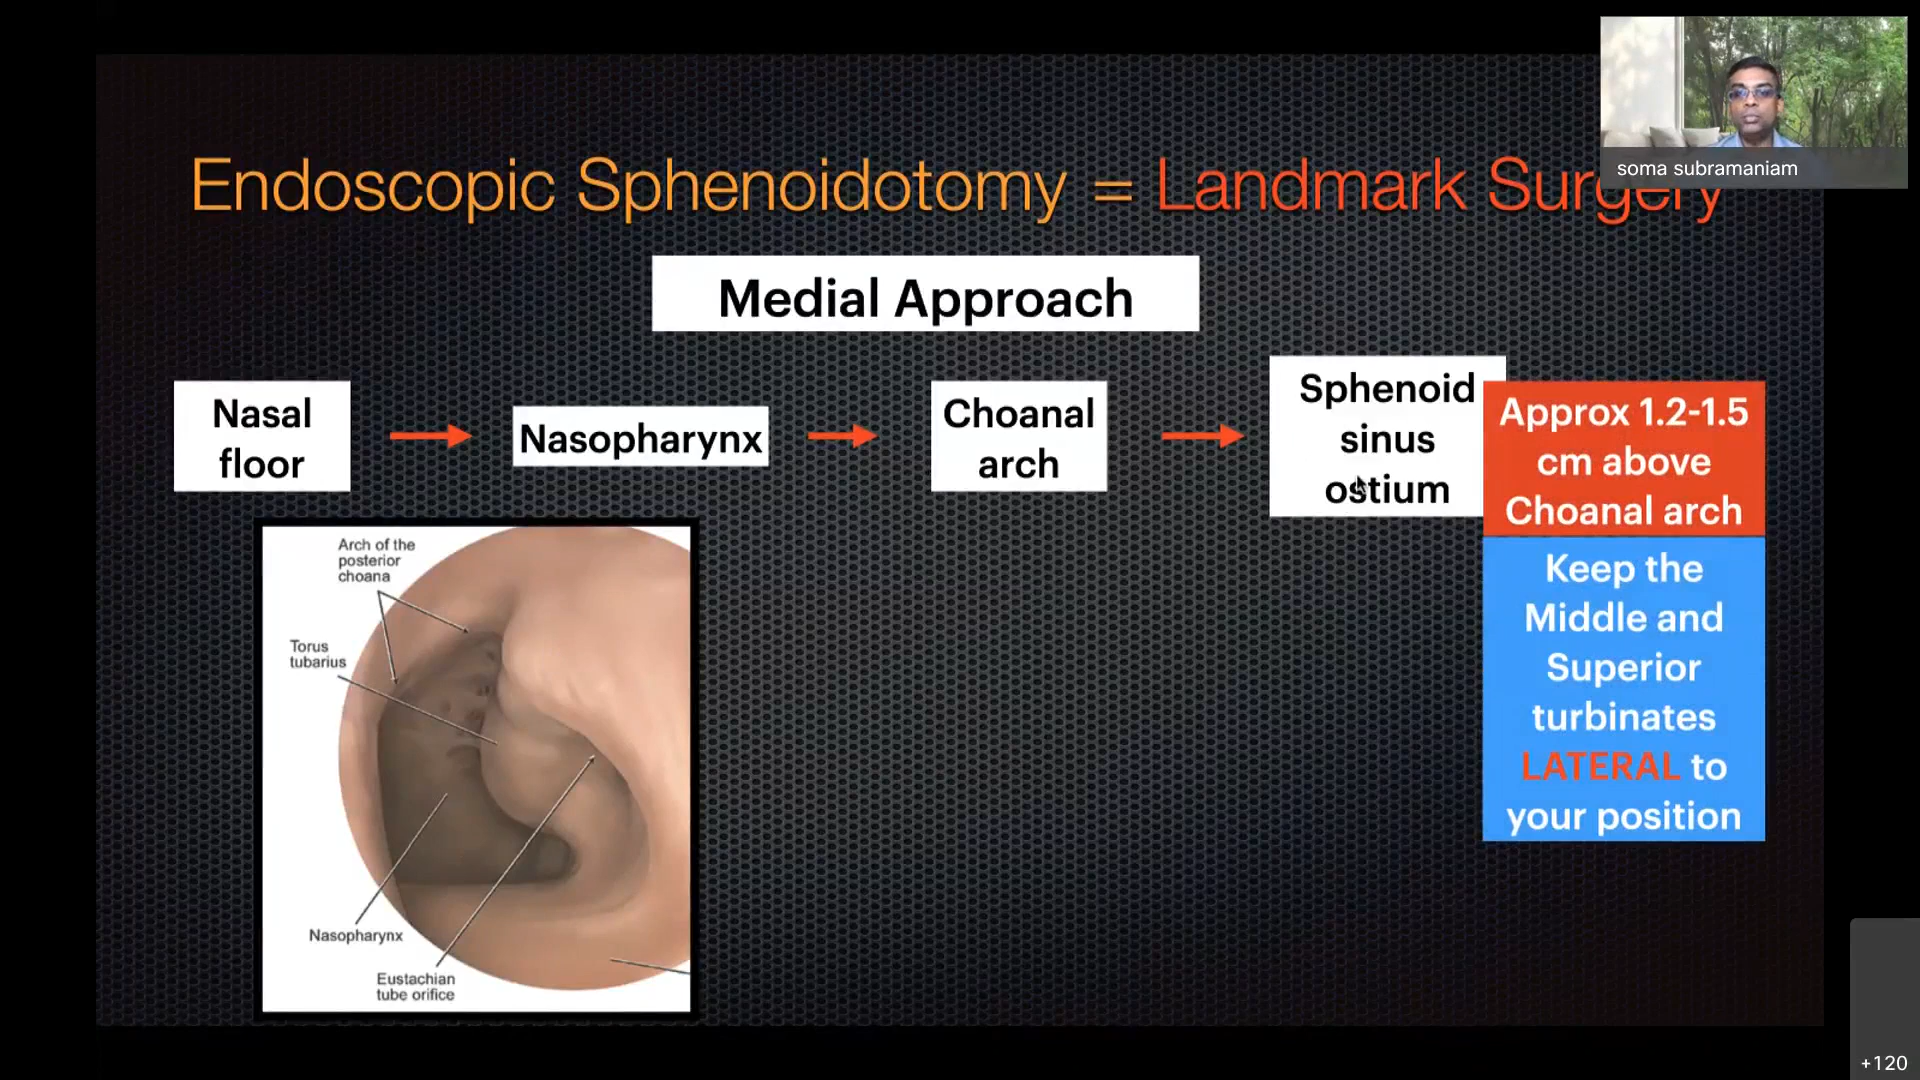 soma subramaniam
Endoscopic Sphenoidotomy = Landmark Surgery
Medial Approach
Nasal
floor
Nasopharynx
Choanal
arch
Sphenoid
sinus
ostium
Approx 1.2-1.5
cm above
Choanal arch
Keep the
Middle and
Superior
turbinates
LATERAL to
your position
Arch of the
posterior
choana
Torus
tubarius
Nasopharynx
Eustachian
tube orifice
+120